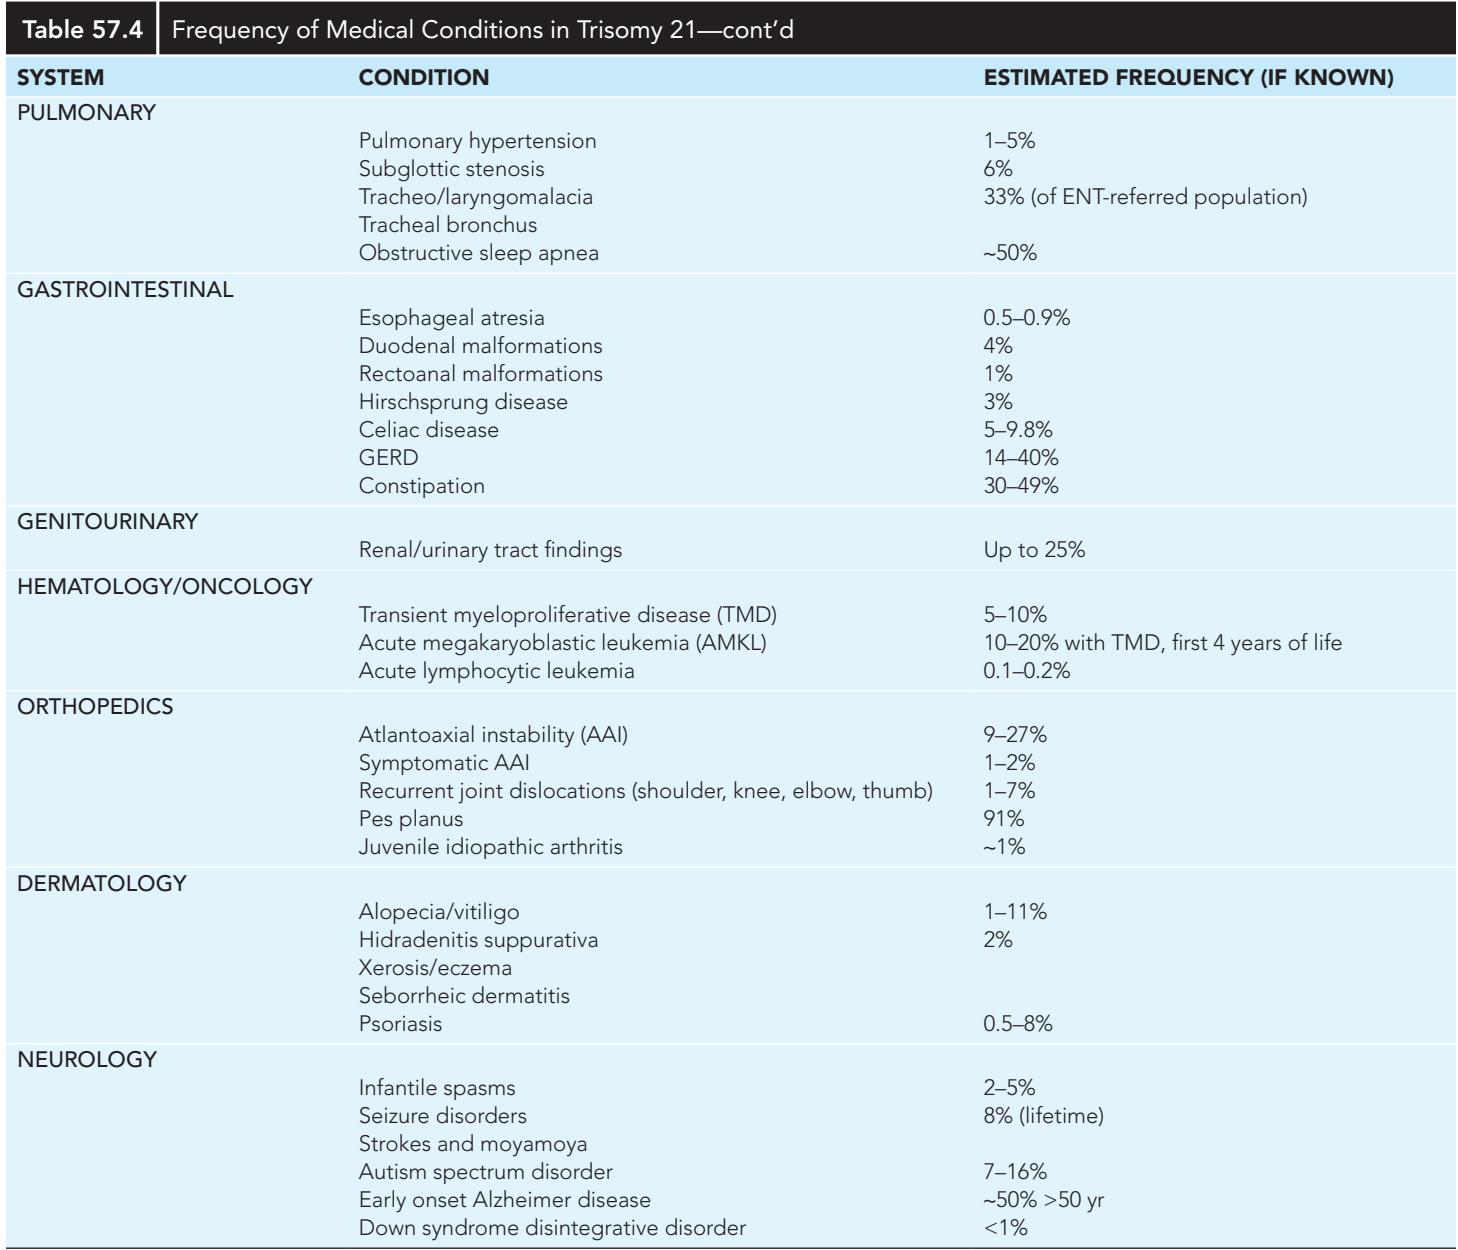 Table 57.4 Frequency of Medical Conditions in Trisomy 21—cont’d
SYSTEM CONDITION ESTIMATED FREQUENCY (IF KNOWN)
PULMONARY
Pulmonary hypertension 1–5%
Subglottic stenosis 6%
Tracheo/laryngomalacia 33% (of ENT-referred population)
Tracheal bronchus
Obstructive sleep apnea ~50%
GASTROINTESTINAL
Esophageal atresia 0.5–0.9%
Duodenal malformations 4%
Rectoanal malformations 1%
Hirschsprung disease 3%
Celiac disease 5–9.8%
GERD 14–40%
Constipation 30–49%
GENITOURINARY
Renal/urinary tract findings Up to 25%
HEMATOLOGY/ONCOLOGY
Transient myeloproliferative disease (TMD) 5–10%
Acute megakaryoblastic leukemia (AMKL) 10–20% with TMD, first 4 years of life
Acute lymphocytic leukemia 0.1–0.2%
ORTHOPEDICS
Atlantoaxial instability (AAI) 9–27%
Symptomatic AAI 1–2%
Recurrent joint dislocations (shoulder, knee, elbow, thumb) 1–7%
Pes planus 91%
Juvenile idiopathic arthritis ~1%
DERMATOLOGY
Alopecia/vitiligo 1–11%
Hidradenitis suppurativa 2%
Xerosis/eczema
Seborrheic dermatitis
Psoriasis 0.5–8%
NEUROLOGY
Infantile spasms 2–5%
Seizure disorders 8% (lifetime)
Strokes and moyamoya
Autism spectrum disorder 7–16%
Early onset Alzheimer disease ~50% >50 yr
Down syndrome disintegrative disorder <1%